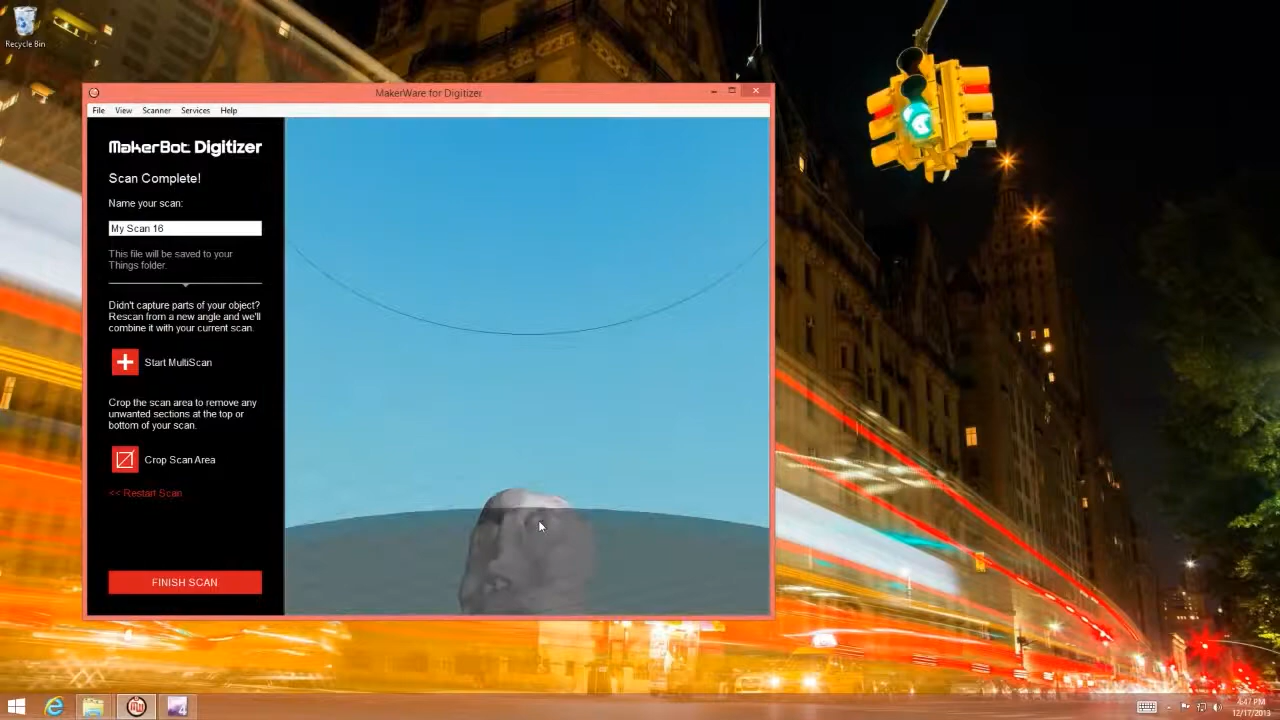 Recycle Bin
MakerWare for Digitizer
File View Scanner Services Help
MakerBot Digitizer
Scan Complete!
Name your scan:
My Scan 16
This file will be saved to your
Things folder.
Didn't capture parts of your object?
Rescan from a new angle and we'll
combine it with your current scan.
Start MultiScan
Crop the scan area to remove any
unwanted sections at the top or
bottom of your scan.
Crop Scan Area
<< Restart Scan
FINISH SCAN
4:47 PM
12/17/2013